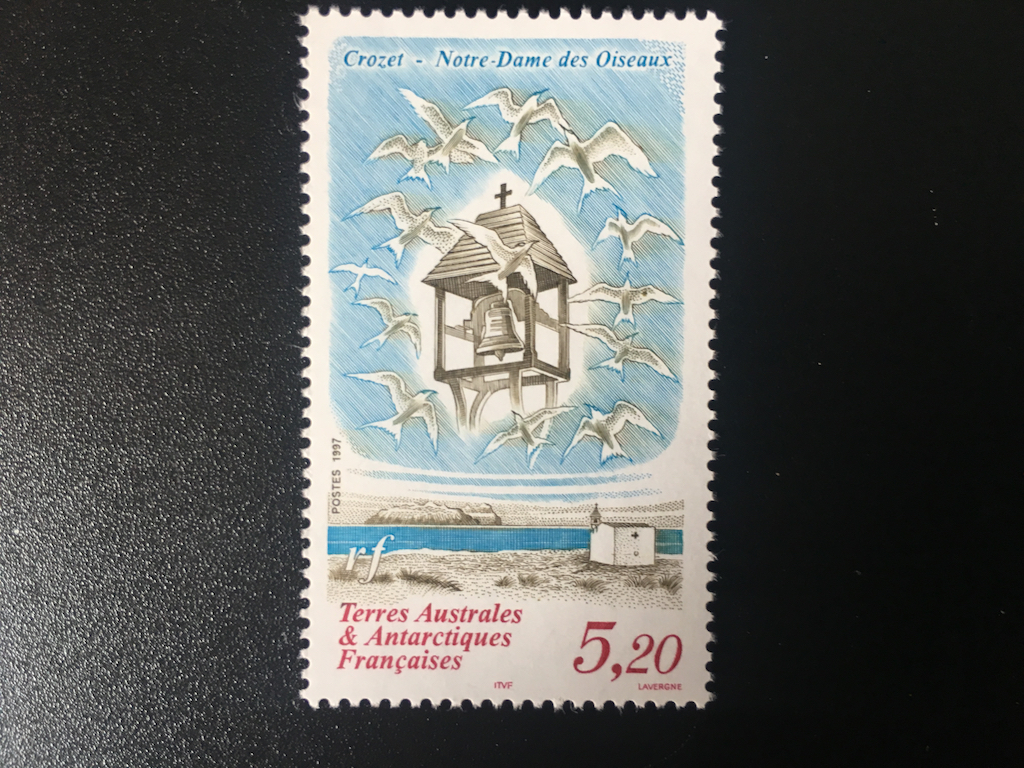 Crozet - Notre-Dame des Oiseaux
POSTES 1997
rf
Terres Australes
& Antarctiques
Françaises
5,20
ITVF
LAVERGNE